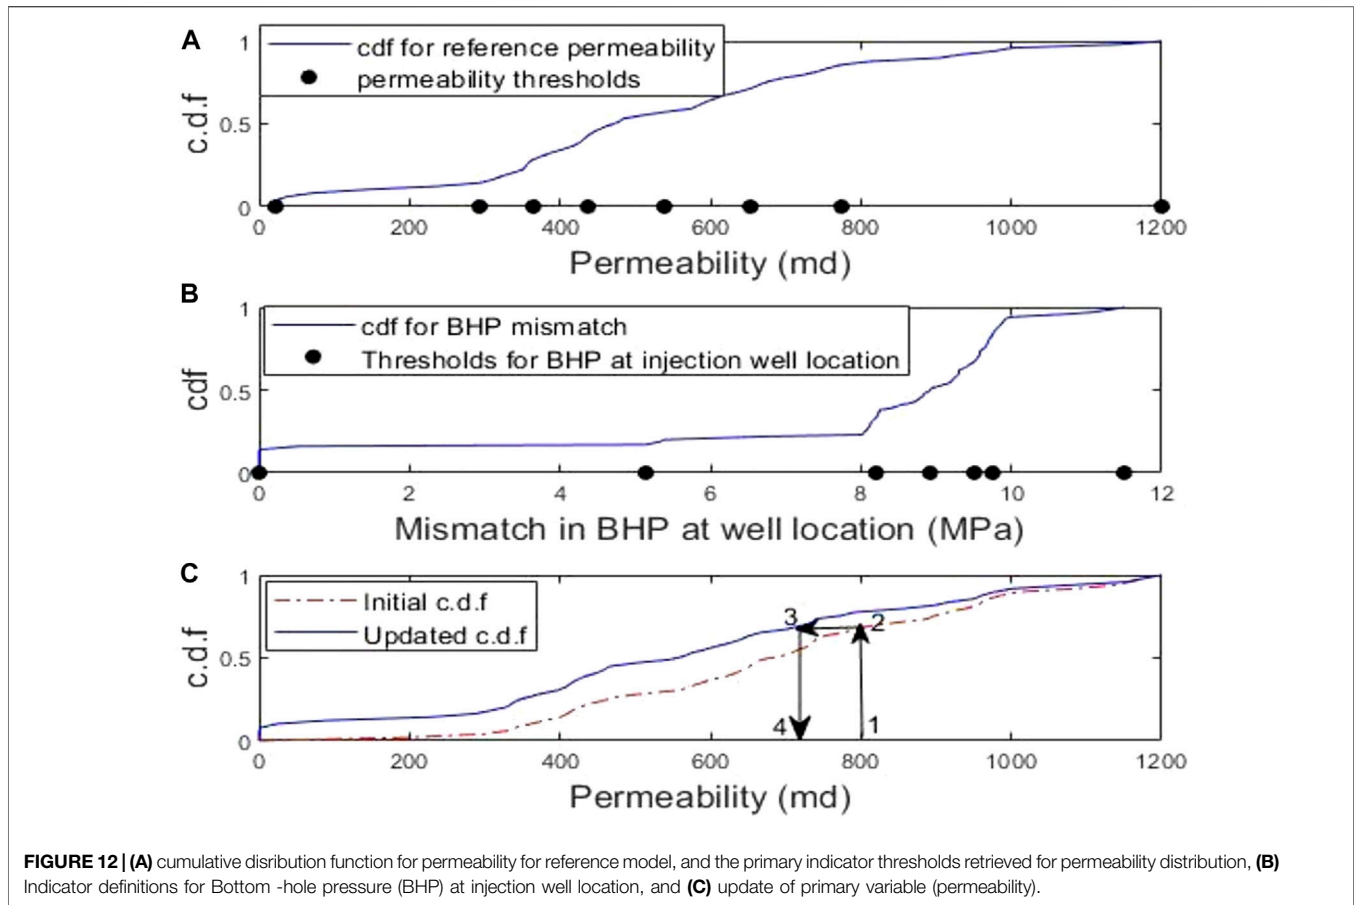 A
cdf for reference permeability
permeability thresholds
1
0.5
0
c.d.f
0 200 400 600 800 1000 1200
Permeability (md)
B
cdf for BHP mismatch
Thresholds for BHP at injection well location
1
0.5
0
cdf
0 2 4 6 8 10 12
Mismatch in BHP at well location (MPa)
C
Initial c.d.f
Updated c.d.f
1
0.5
0
c.d.f
3 2
4 1
0 200 400 600 800 1000 1200
Permeability (md)
FIGURE 12 | (A) cumulative disribution function for permeability for reference model, and the primary indicator thresholds retrieved for permeability distribution, (B)
Indicator definitions for Bottom -hole pressure (BHP) at injection well location, and (C) update of primary variable (permeability).